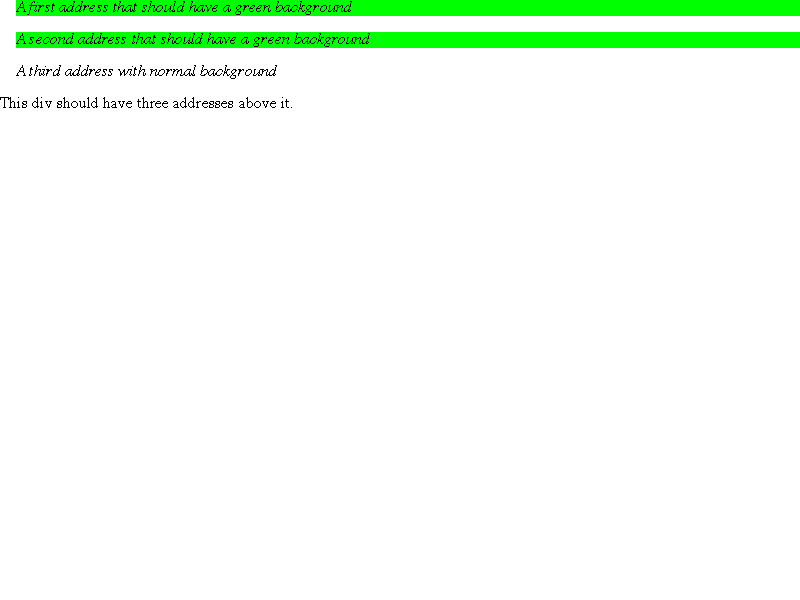 A first address that should have a green background
A second address that should have a green background
A third address with normal background
This div should have three addresses above it.